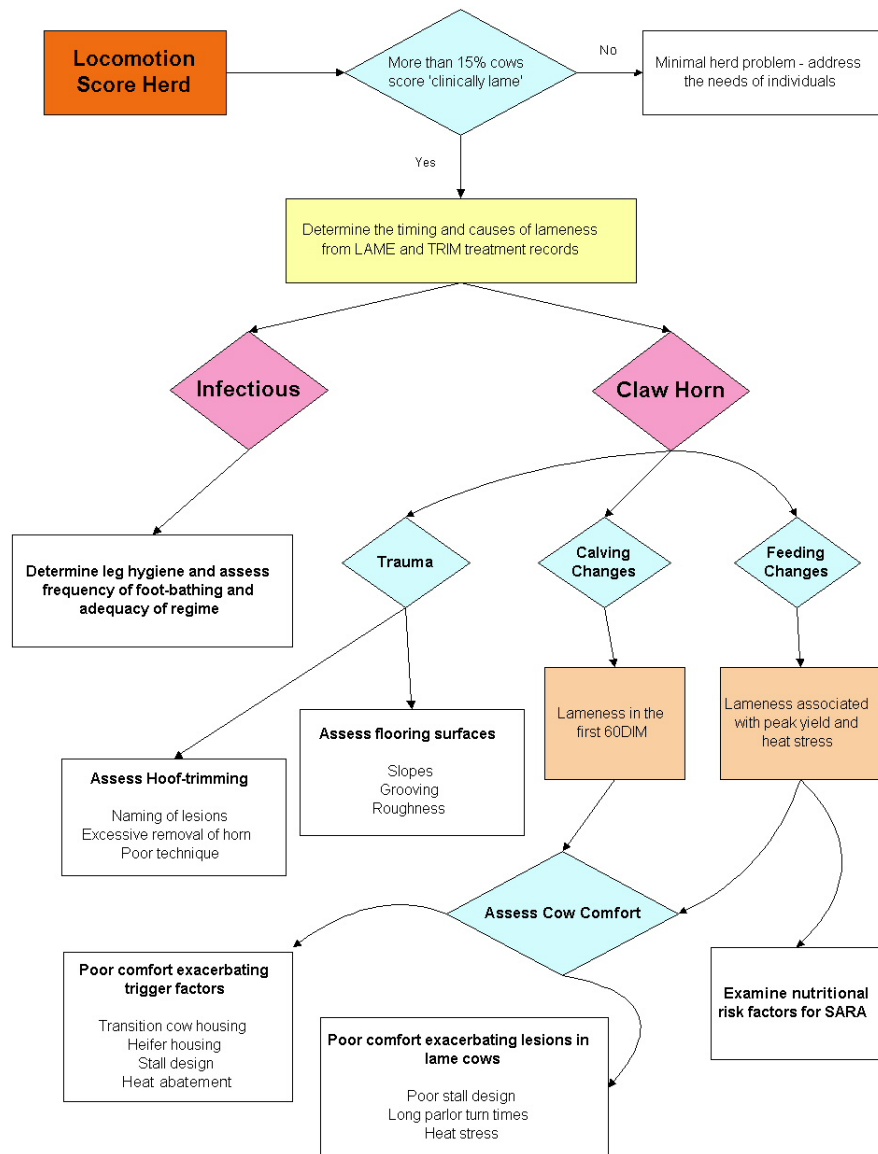 Locomotion
Score Herd
More than 15% cows
score 'clinically lame'
No
Minimal herd problem - address
the needs of individuals
Yes
Determine the timing and causes of lameness
from LAME and TRIM treatment records
Infectious
Claw Horn
Trauma
Calving
Changes
Feeding
Changes
Determine leg hygiene and assess
frequency of foot-bathing and
adequacy of regime
Assess Hoof-trimming
Naming of lesions
Excessive removal of horn
Poor technique
Assess flooring surfaces
Slopes
Grooving
Roughness
Lameness in the
first 60DIM
Lameness associated
with peak yield and
heat stress
Assess Cow Comfort
Poor comfort exacerbating
trigger factors
Transition cow housing
Heifer housing
Stall design
Heat abatement
Poor comfort exacerbating lesions in
lame cows
Poor stall design
Long parlor turn times
Heat stress
Examine nutritional
risk factors for SARA